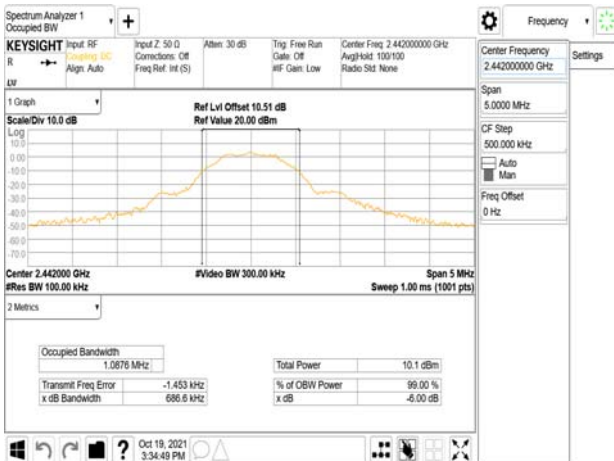 Spectrum Analyzer 1
Occupied BW
+
Frequency
KEYSIGHT
R
Input: RF
Coupling: DC
Align: Auto
Input Z: 50 Ω
Corrections: Off
Freq Ref: Int (S)
Atten: 30 dB
Trig: Free Run
Gate: Off
#IF Gain: Low
Center Freq: 2.442000000 GHz
Avg|Hold: 100/100
Radio Std: None
Center Frequency
2.442000000 GHz
Settings
Span
5.0000 MHz
CF Step
500.000 kHz
Auto
Man
Freq Offset
0 Hz
1 Graph
Scale/Div 10.0 dB
Ref Lvl Offset 10.51 dB
Ref Value 20.00 dBm
Log
10.0
0.00
-10.0
-20.0
-30.0
-40.0
-50.0
-60.0
-70.0
Center 2.442000 GHz
#Video BW 300.00 kHz
Span 5 MHz
#Res BW 100.00 kHz
Sweep 1.00 ms (1001 pts)
2 Metrics
Occupied Bandwidth
1.0876 MHz
Total Power 10.1 dBm
Transmit Freq Error -1.453 kHz
% of OBW Power 99.00 %
x dB Bandwidth 686.6 kHz
x dB -6.00 dB
?
Oct 19, 2021
3:34:49 PM